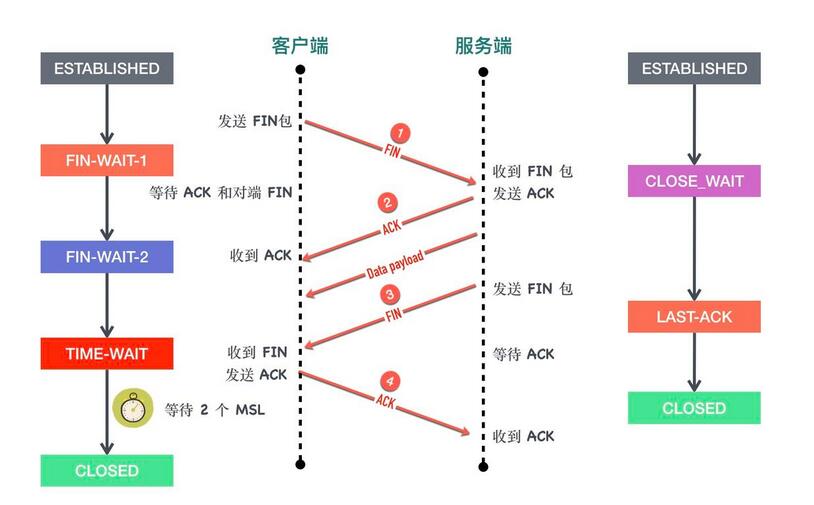 客户端
服务端
ESTABLISHED
ESTABLISHED
发送 FIN包
1
FIN
FIN-WAIT-1
收到 FIN 包
CLOSE_WAIT
等待 ACK 和对端 FIN
发送 ACK
2
ACK
收到 ACK
FIN-WAIT-2
Data payload
发送 FIN 包
3
FIN
LAST-ACK
收到 FIN
TIME-WAIT
等待 ACK
发送 ACK
4
ACK
等待 2 个 MSL
CLOSED
收到 ACK
CLOSED